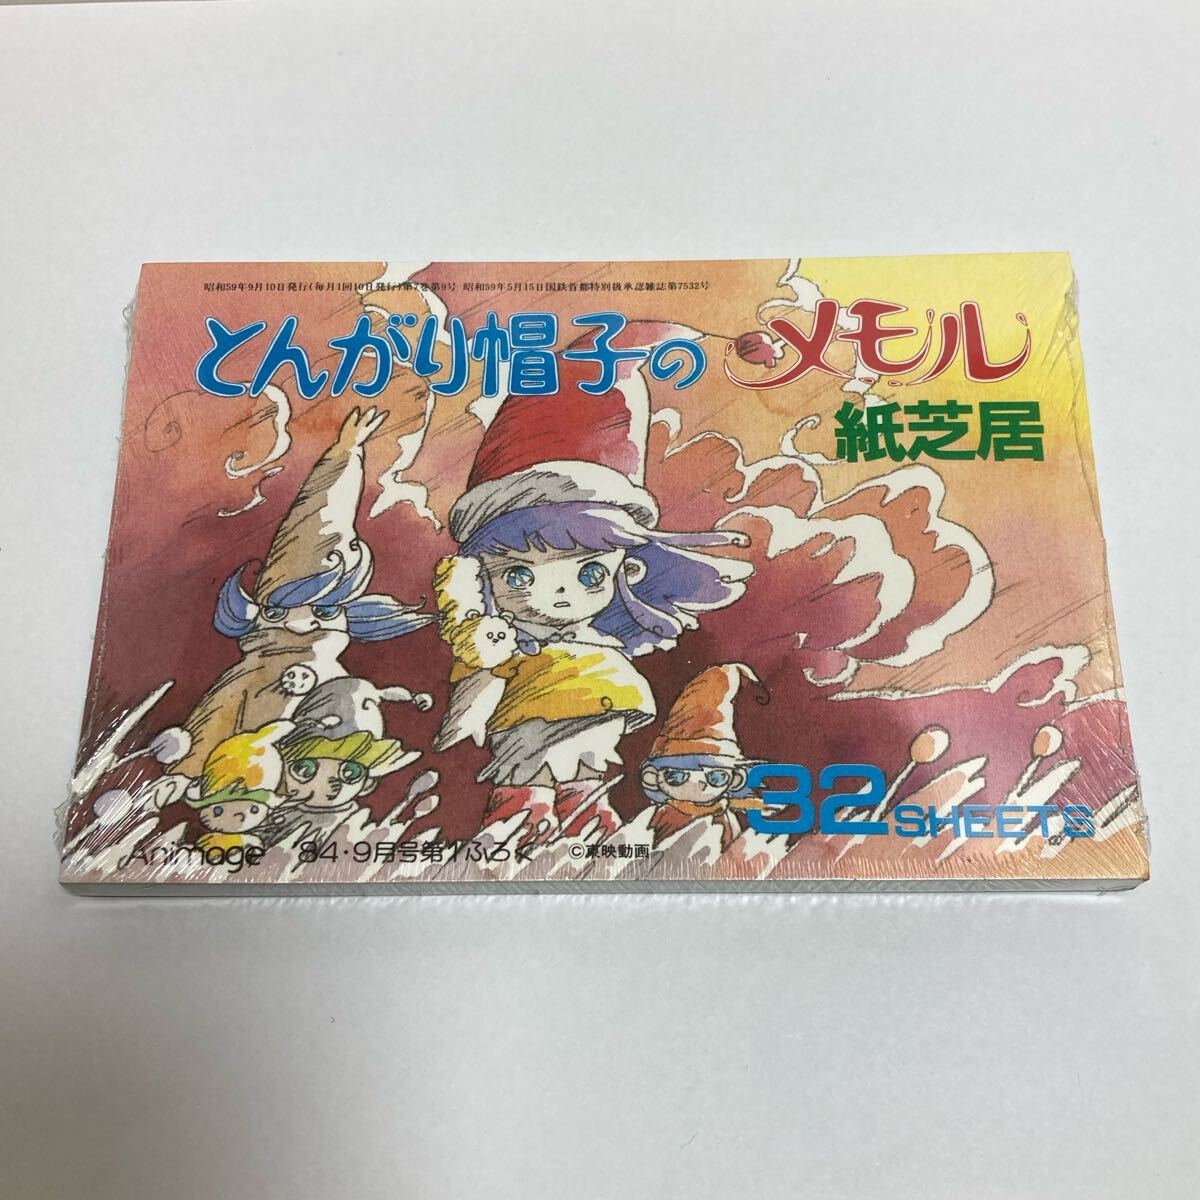 昭和59年9月10日発行(毎月1回10日発行)第7巻第9号 昭和59年5月15日国鉄首都特別扱承認雑誌第7532号
とんがり帽子のメモル
紙芝居
32 SHEETS
Animage 84・9月号第1ふろく ©東映動画